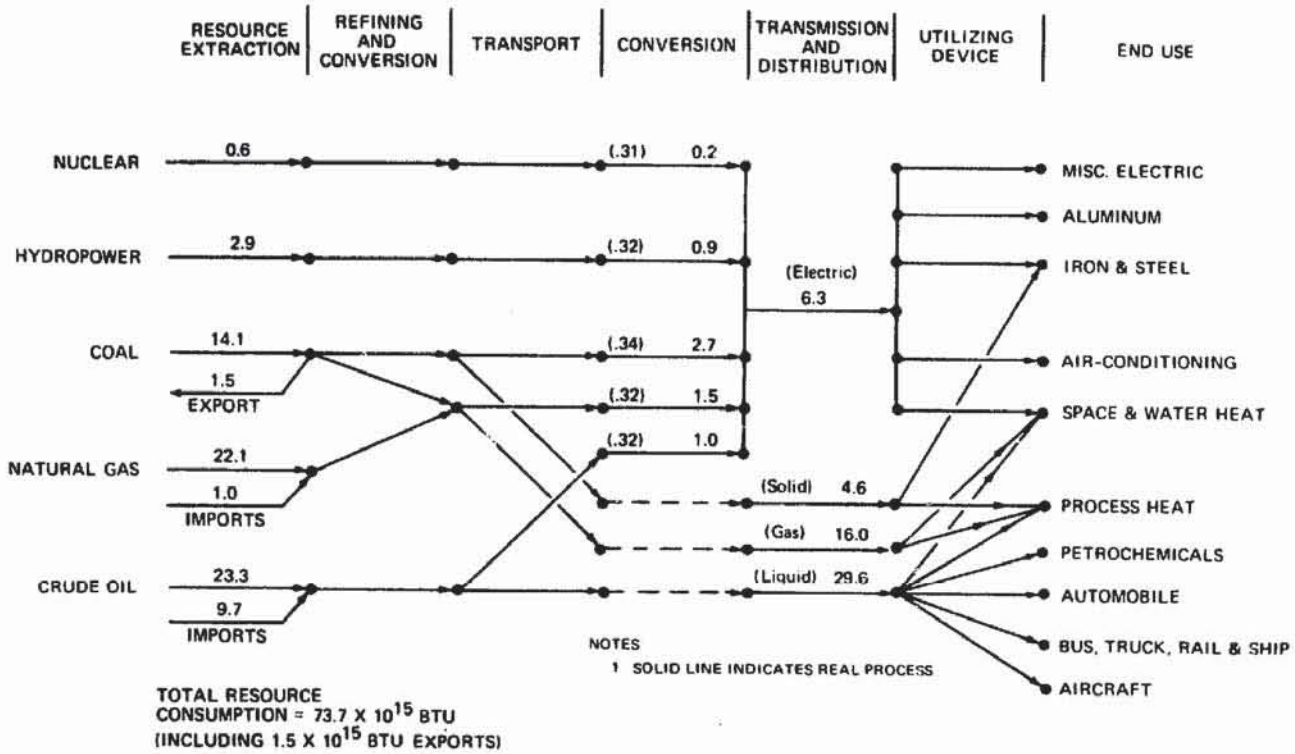 RESOURCE
EXTRACTION
REFINING
AND
CONVERSION
TRANSPORT
CONVERSION
TRANSMISSION
AND
DISTRIBUTION
UTILIZING
DEVICE
END USE
NUCLEAR
0.6
(.31) 0.2
MISC. ELECTRIC
ALUMINUM
HYDROPOWER
2.9
(.32) 0.9
(Electric)
6.3
IRON & STEEL
COAL
14.1
1.5
EXPORT
(.34) 2.7
AIR-CONDITIONING
(.32) 1.5
SPACE & WATER HEAT
(.32) 1.0
NATURAL GAS
22.1
1.0
IMPORTS
(Solid) 4.6
PROCESS HEAT
(Gas) 16.0
PETROCHEMICALS
CRUDE OIL
23.3
9.7
IMPORTS
(Liquid) 29.6
AUTOMOBILE
BUS, TRUCK, RAIL & SHIP
AIRCRAFT
NOTES
1 SOLID LINE INDICATES REAL PROCESS
TOTAL RESOURCE
CONSUMPTION = 73.7 X 10¹⁵ BTU
(INCLUDING 1.5 X 10¹⁵ BTU EXPORTS)